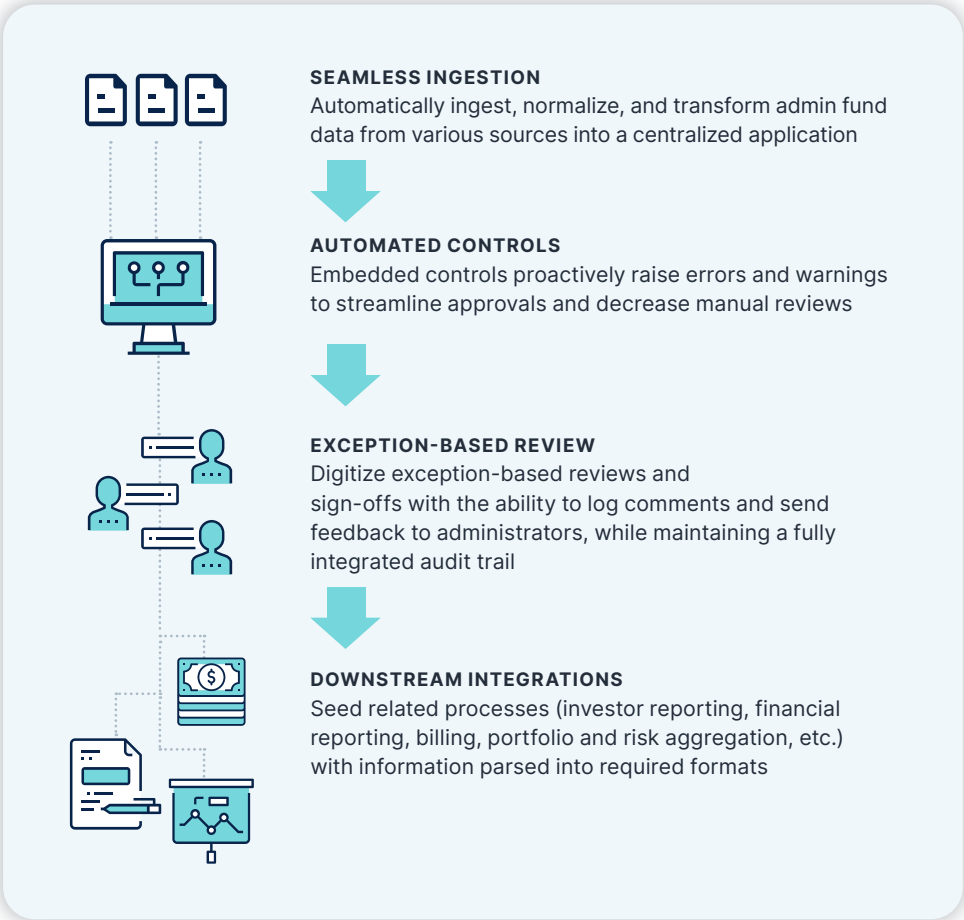 SEAMLESS INGESTION
Automatically ingest, normalize, and transform admin fund
data from various sources into a centralized application
AUTOMATED CONTROLS
Embedded controls proactively raise errors and warnings
to streamline approvals and decrease manual reviews
EXCEPTION-BASED REVIEW
Digitize exception-based reviews and
sign-offs with the ability to log comments and send
feedback to administrators, while maintaining a fully
integrated audit trail
$
DOWNSTREAM INTEGRATIONS
Seed related processes (investor reporting, financial
reporting, billing, portfolio and risk aggregation, etc.)
with information parsed into required formats